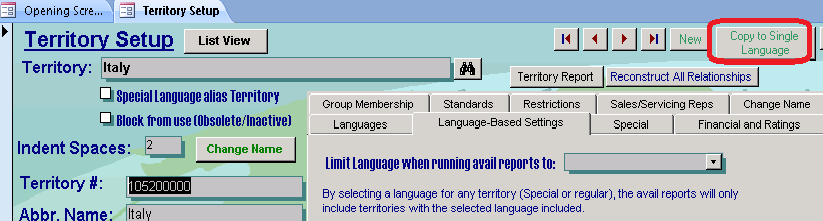 Opening Scre...
Territory Setup
Territory Setup
List View
New
Copy to Single
Language
Territory:
Italy
Territory Report
Reconstruct All Relationships
Special Language alias Territory
Block from use (Obsolete/Inactive)
Group Membership
Standards
Restrictions
Sales/Servicing Reps
Change Name
Languages
Language-Based Settings
Special
Financial and Ratings
Indent Spaces:
2
Change Name
Limit Language when running avail reports to:
Territory #:
105200000
By selecting a language for any territory (Special or regular), the avail reports will only
include territories with the selected language included.
Abbr. Name:
Italy